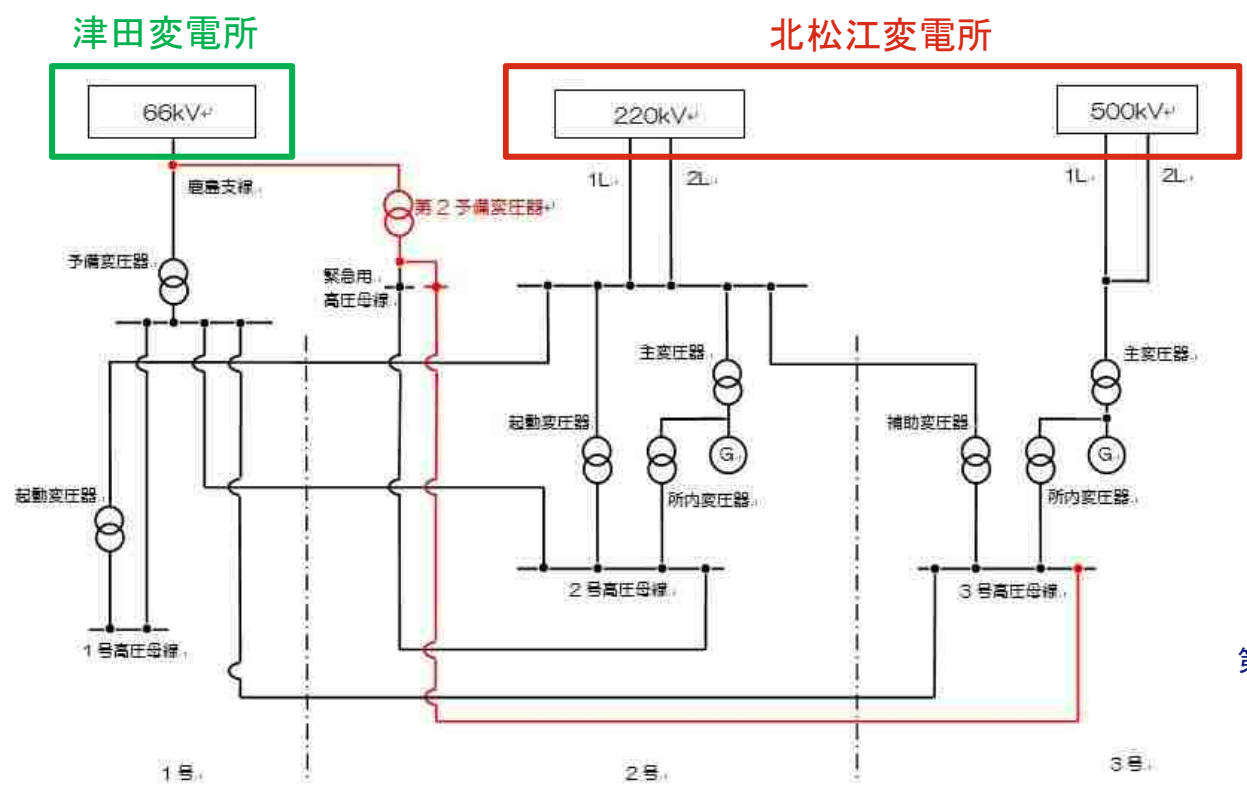 津田変電所
北松江変電所
66kV
220kV
500kV
1L
2L
1L
2L
鹿島支線
第2予備変圧器
予備変圧器
緊急用
高圧母線
主変圧器
主変圧器
起動変圧器
補助変圧器
G
G
起動変圧器
所内変圧器
所内変圧器
2号高圧母線
3号高圧母線
1号高圧母線
1号
2号
3号